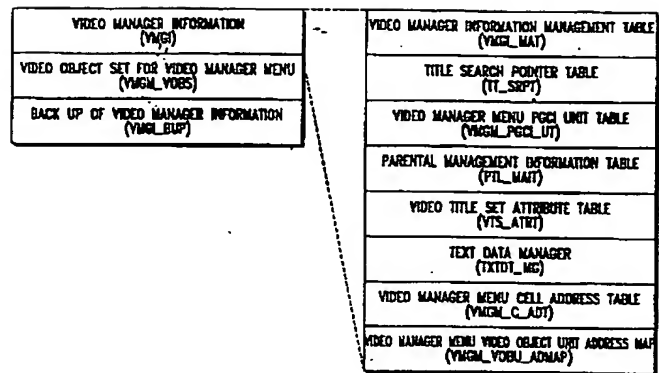 VIDEO MANAGER INFORMATION
(VMGI)
VIDEO OBJECT SET FOR VIDEO MANAGER MENU
(VMGM_VOBS)
BACK UP OF VIDEO MANAGER INFORMATION
(VMGI_BUP)
VIDEO MANAGER INFORMATION MANAGEMENT TABLE
(VMGI_MAT)
TITLE SEARCH POINTER TABLE
(TT_SRPT)
VIDEO MANAGER MENU PGCI UNIT TABLE
(VMGM_PGCI_UT)
PARENTAL MANAGEMENT INFORMATION TABLE
(PTL_MAIT)
VIDEO TITLE SET ATTRIBUTE TABLE
(VTS_ATRT)
TEXT DATA MANAGER
(TXTDT_MG)
VIDEO MANAGER MENU CELL ADDRESS TABLE
(VMGM_C_ADT)
VIDEO MANAGER MENU VIDEO OBJECT UNIT ADDRESS MAP
(VMGM_VOBU_ADMAP)